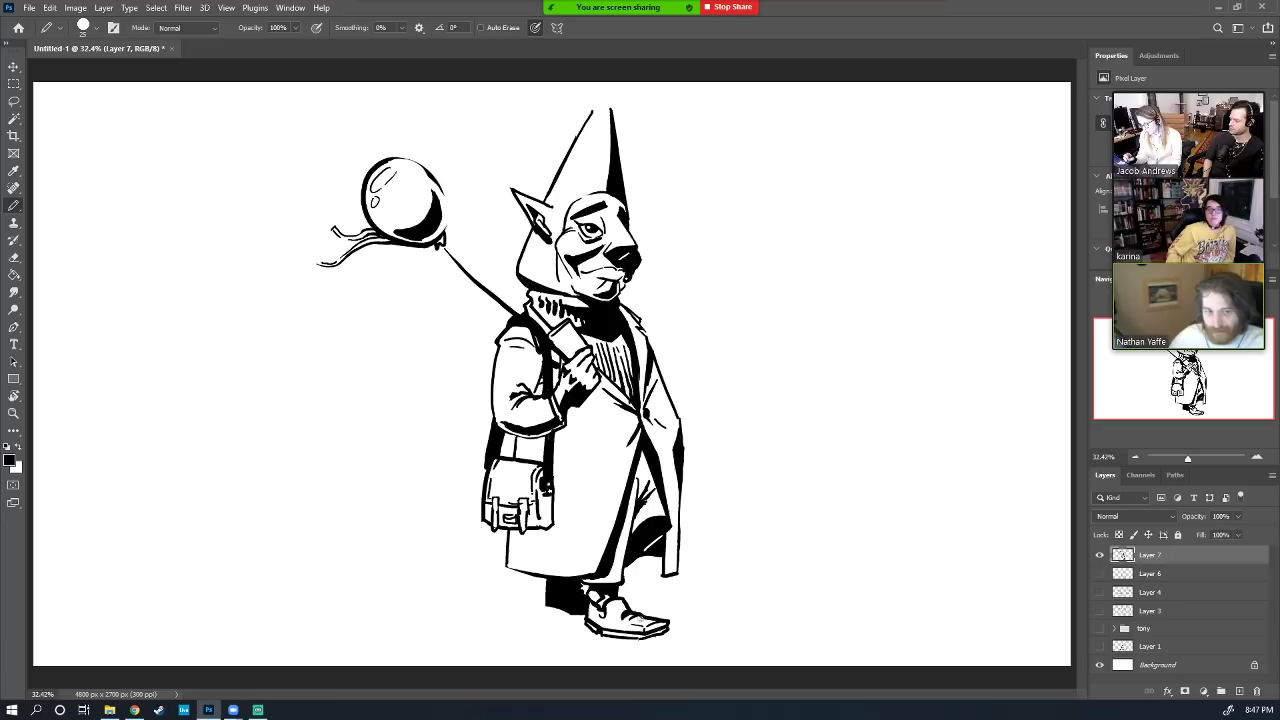 File Edit Image Layer Type Select Filter 3D View Plugins Window Help
You are screen sharing Stop Share
25 Mode: Normal Opacity: 100% Smoothing: 0% 0° Auto Erase
Untitled-1 @ 32.4% (Layer 7, RGB/8) *
Properties Adjustments
Pixel Layer
Jacob Andrews
karina
Nathan Yaffe
32.42%
Layers Channels Paths
Kind
Normal Opacity: 100%
Lock: Fill: 100%
Layer 7
Layer 6
Layer 4
Layer 3
tony
Layer 1
Background
32.42% 4800 px x 2700 px (300 ppi)
8:47 PM